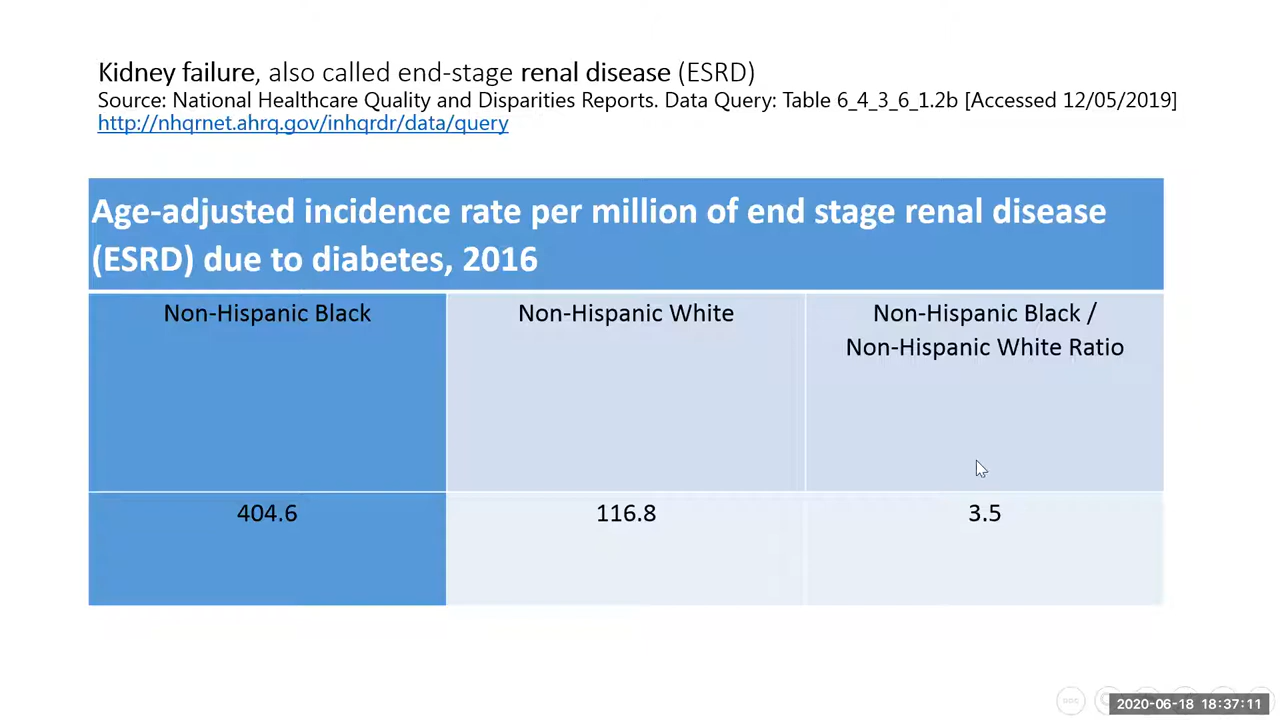 Kidney failure, also called end-stage renal disease (ESRD)
Source: National Healthcare Quality and Disparities Reports. Data Query: Table 6_4_3_6_1.2b [Accessed 12/05/2019]
http://nhqrnet.ahrq.gov/inhqrdr/data/query
Age-adjusted incidence rate per million of end stage renal disease
(ESRD) due to diabetes, 2016
Non-Hispanic Black
Non-Hispanic White
Non-Hispanic Black /
Non-Hispanic White Ratio
404.6
116.8
3.5
2020-06-18 18:37:11